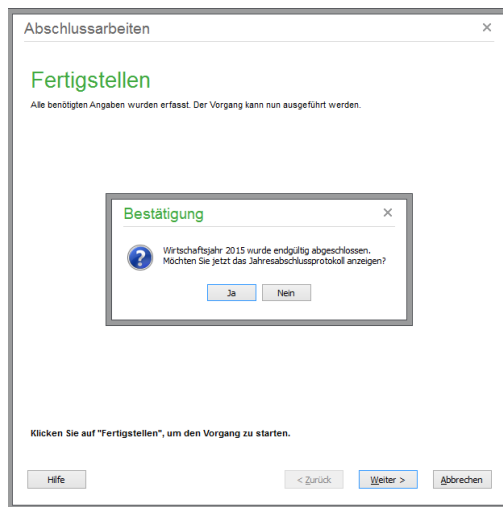 Abschlussarbeiten
Fertigstellen
Alle benötigten Angaben wurden erfasst. Der Vorgang kann nun ausgeführt werden.
Bestätigung
Wirtschaftsjahr 2015 wurde endgültig abgeschlossen.
Möchten Sie jetzt das Jahresabschlussprotokoll anzeigen?
Ja Nein
Klicken Sie auf "Fertigstellen", um den Vorgang zu starten.
Hilfe < Zurück Weiter > Abbrechen